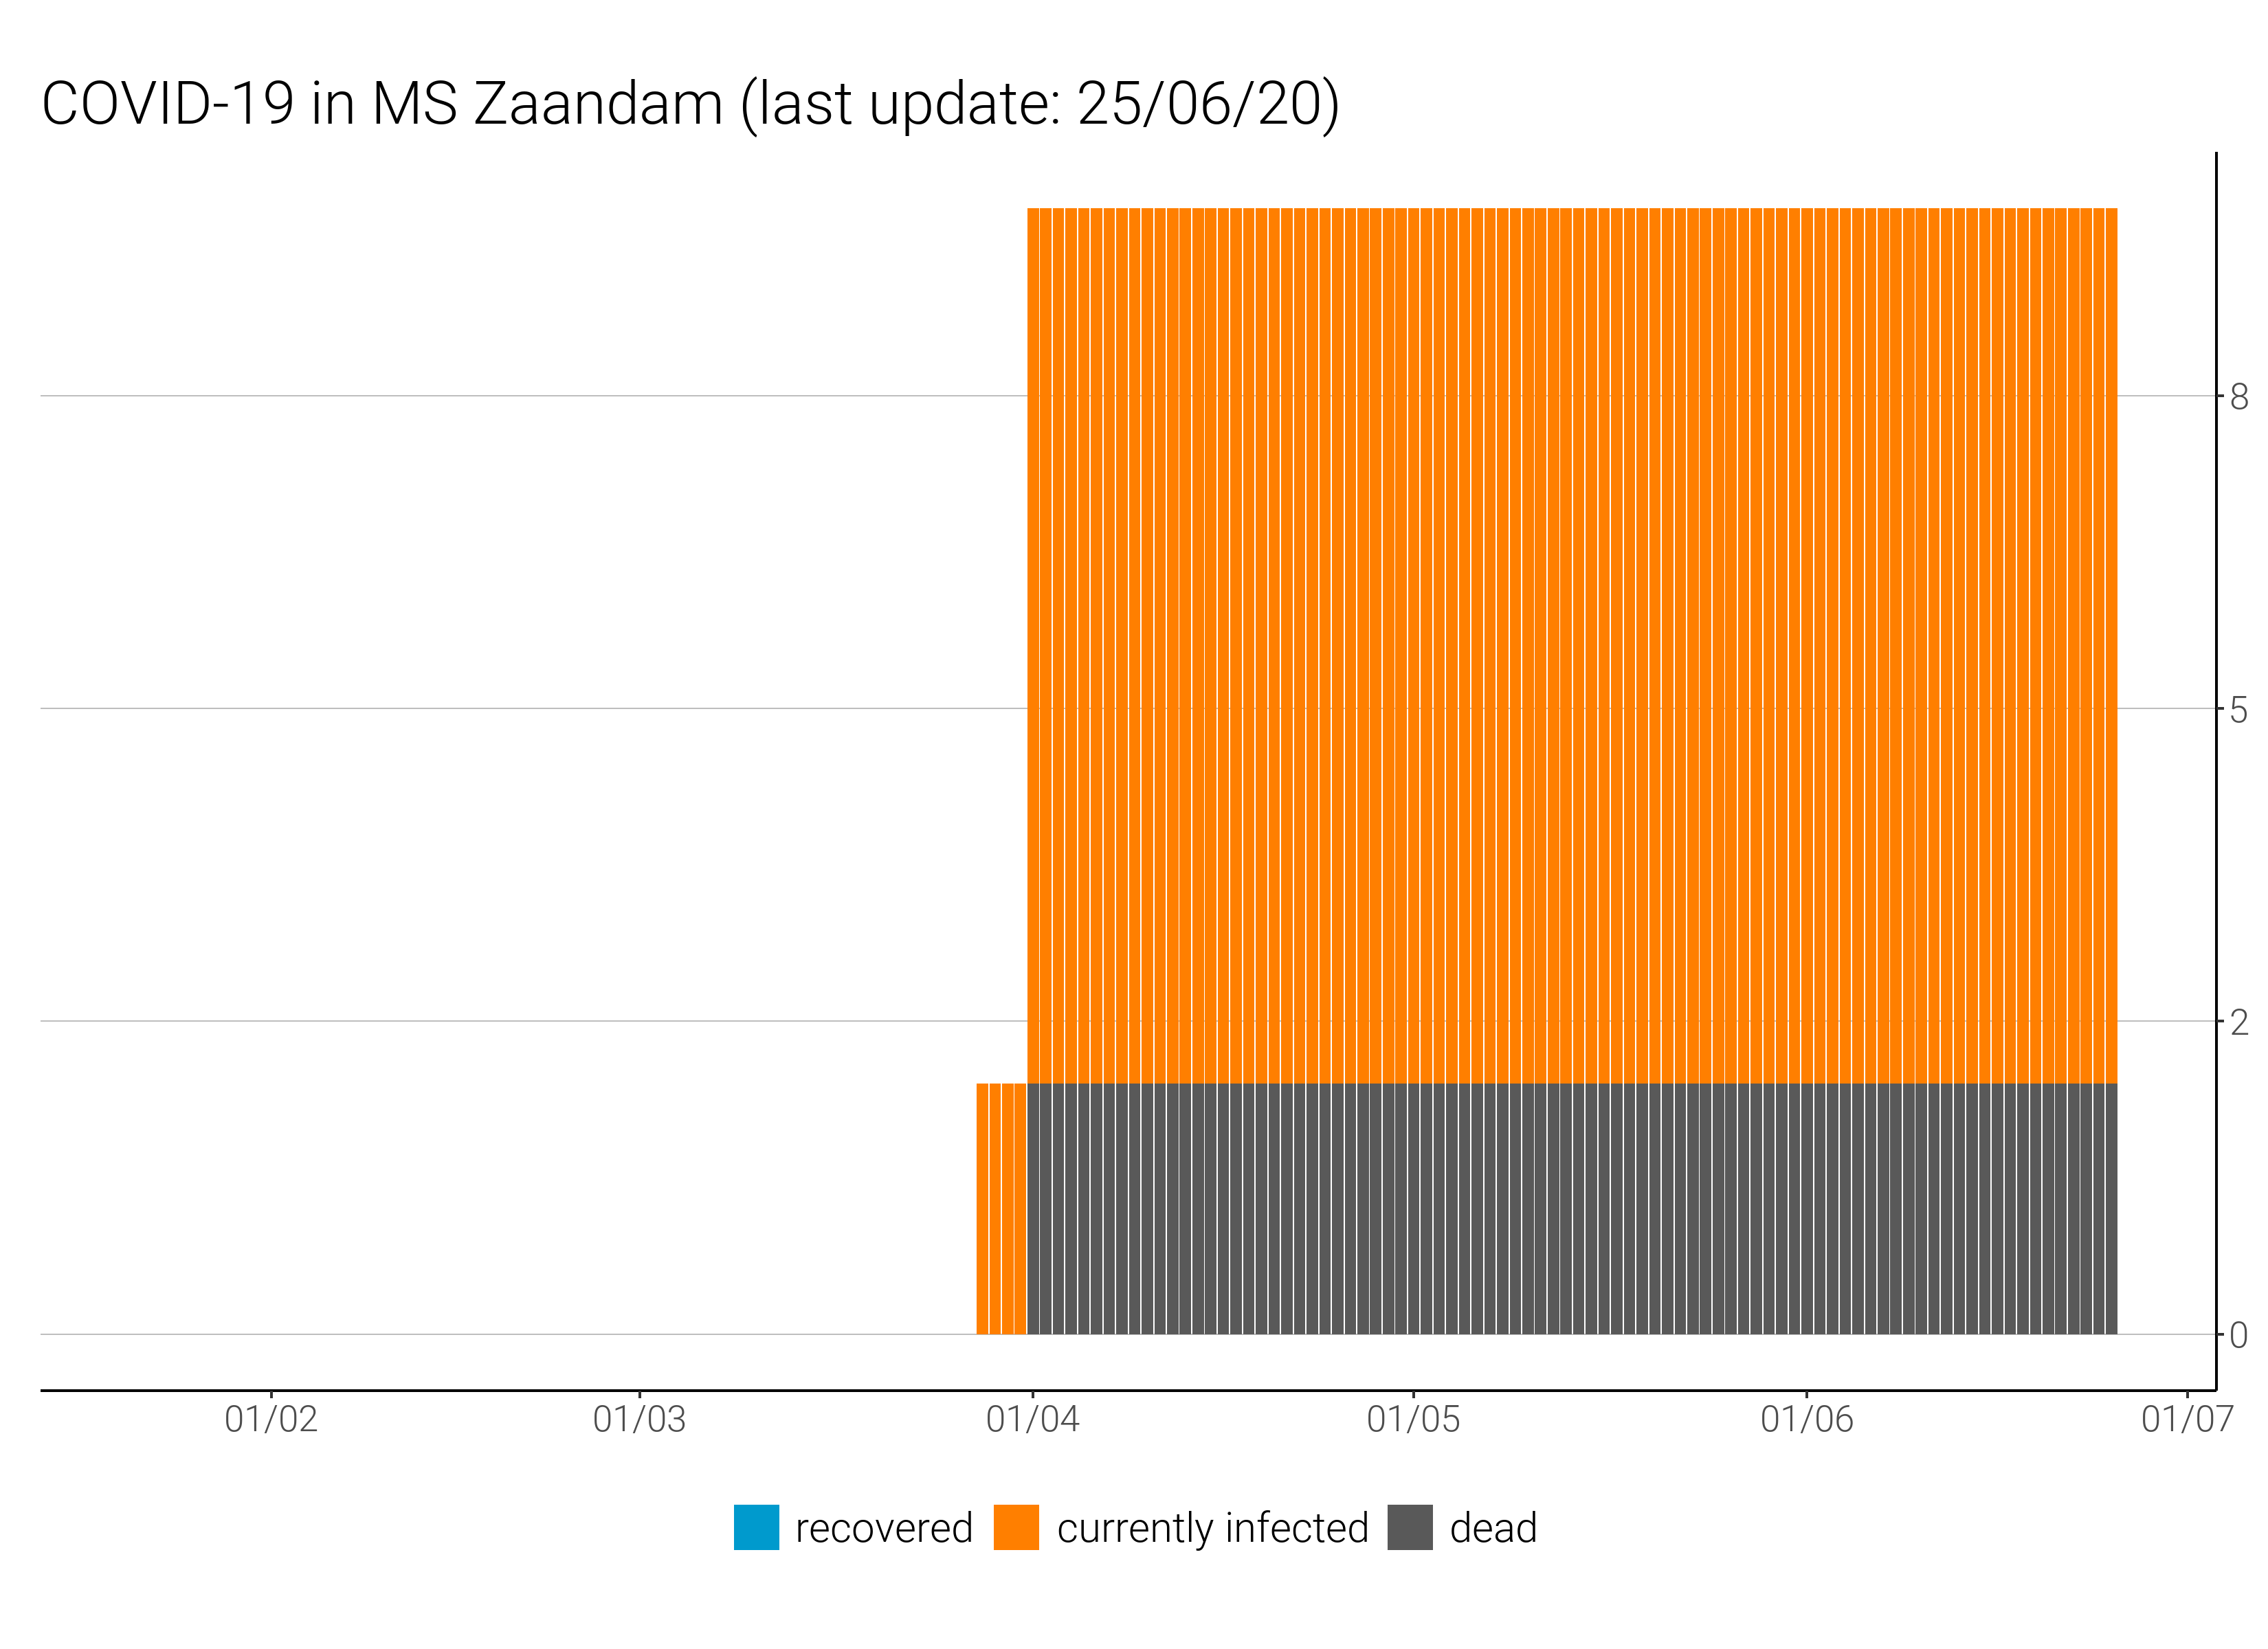 COVID-19 in MS Zaandam (last update: 25/06/20)
8
5
2
0
01/02 01/03 01/04 01/05 01/06 01/07
recovered currently infected dead